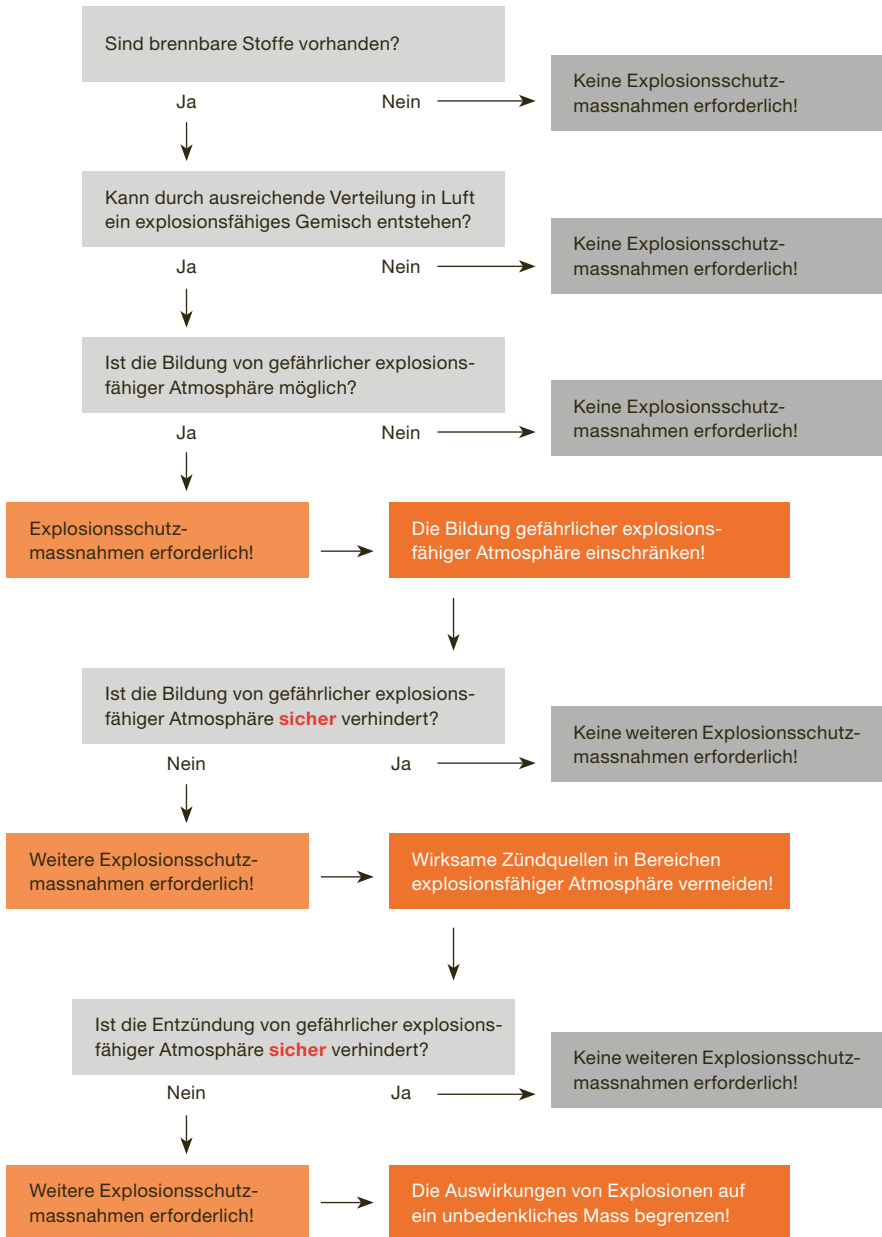 Sind brennbare Stoffe vorhanden?
Keine Explosionsschutz-
massnahmen erforderlich!
Ja
Nein
Kann durch ausreichende Verteilung in Luft
ein explosionsfähiges Gemisch entstehen?
Keine Explosionsschutz-
massnahmen erforderlich!
Ja
Nein
Ist die Bildung von gefährlicher explosions-
fähiger Atmosphäre möglich?
Keine Explosionsschutz-
massnahmen erforderlich!
Ja
Nein
Explosionsschutz-
massnahmen erforderlich!
Die Bildung gefährlicher explosions-
fähiger Atmosphäre einschränken!
Ist die Bildung von gefährlicher explosions-
fähiger Atmosphäre sicher verhindert?
Keine weiteren Explosionsschutz-
massnahmen erforderlich!
Nein
Ja
Weitere Explosionsschutz-
massnahmen erforderlich!
Wirksame Zündquellen in Bereichen
explosionsfähiger Atmosphäre vermeiden!
Ist die Entzündung von gefährlicher explosions-
fähiger Atmosphäre sicher verhindert?
Keine weiteren Explosionsschutz-
massnahmen erforderlich!
Nein
Ja
Weitere Explosionsschutz-
massnahmen erforderlich!
Die Auswirkungen von Explosionen auf
ein unbedenkliches Mass begrenzen!